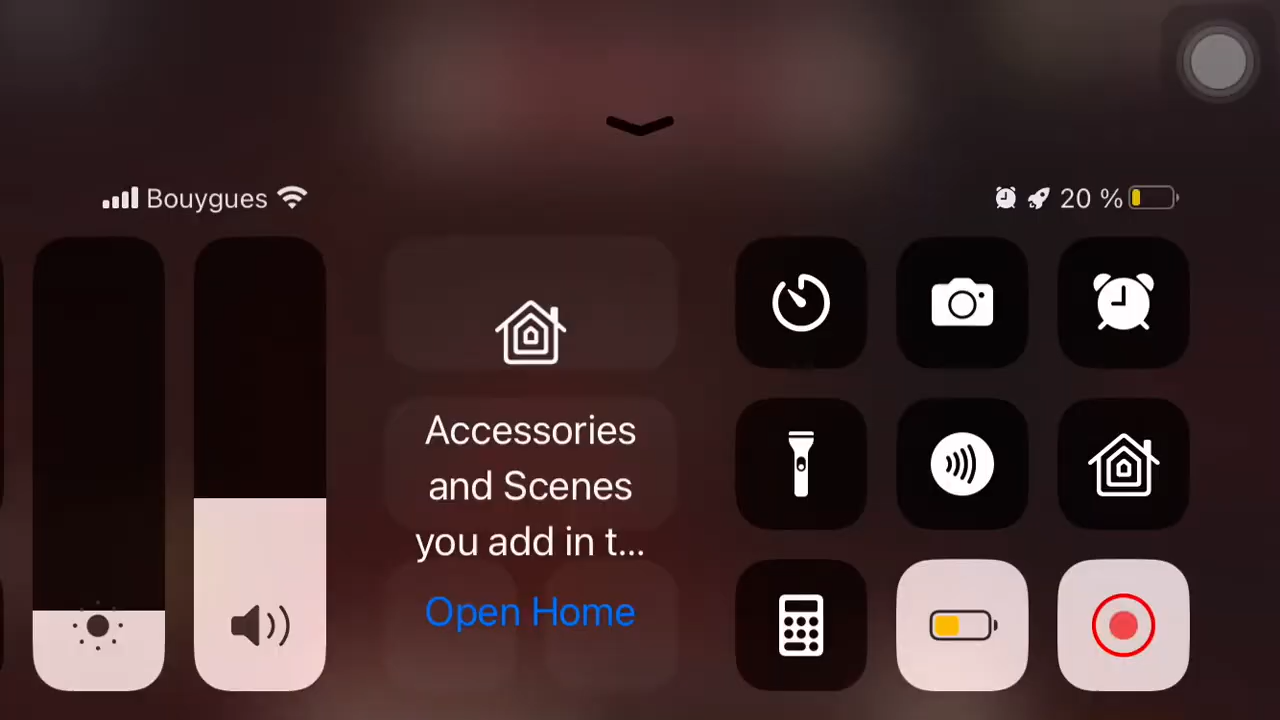 Bouygues
20 %
Accessories
and Scenes
you add in t...
Open Home